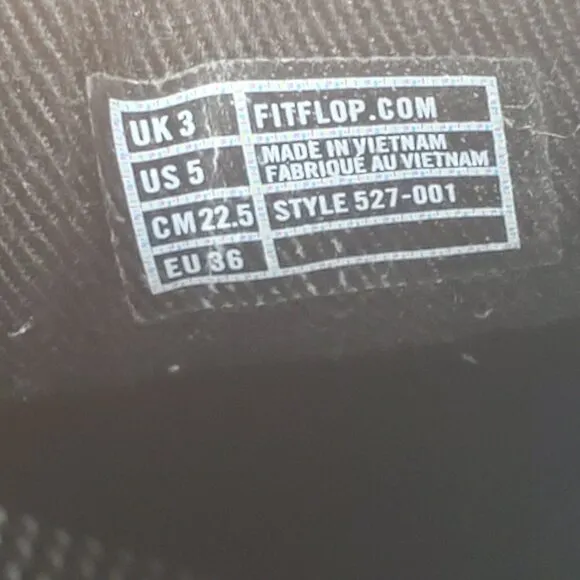 UK 3
US 5
CM 22.5
EU 36
FITFLOP.COM
MADE IN VIETNAM
FABRIQUÉ AU VIETNAM
STYLE 527-001